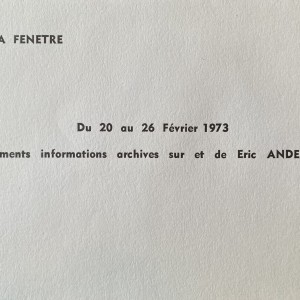 A FENETRE
Du 20 au 26 Février 1973
ments informations archives sur et de Eric ANDE